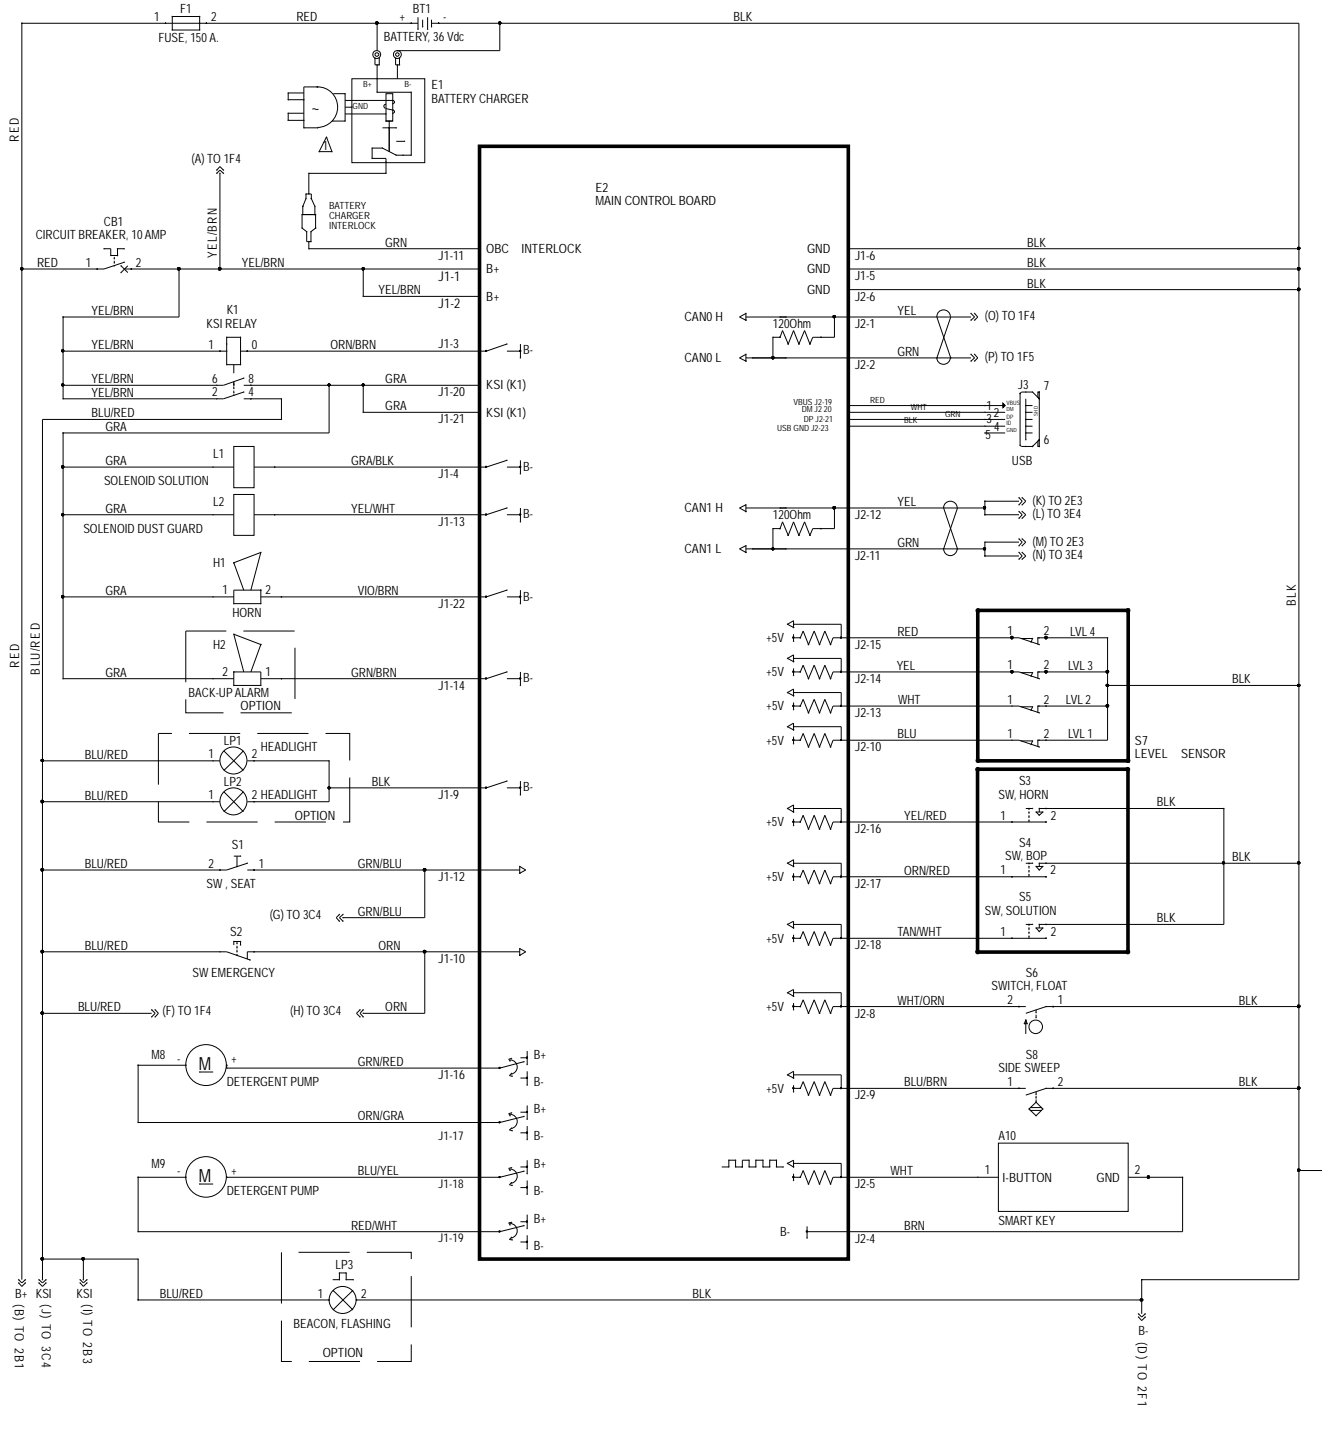 F1
1 2
RED
BT1
+ -
BLK
FUSE, 150 A.
BATTERY, 36 Vdc
B+ B-
E1
BATTERY CHARGER
GND
~
RED
(A) TO 1F4
YEL/BRN
BATTERY
CHARGER
INTERLOCK
E2
MAIN CONTROL BOARD
CB1
CIRCUIT BREAKER, 10 AMP
GRN
J1-11
OBC INTERLOCK
GND
J1-6
BLK
RED
1 2
YEL/BRN
J1-1
B+
GND
J1-5
BLK
YEL/BRN
J1-2
B+
GND
J2-6
BLK
YEL/BRN
K1
KSI RELAY
CAN0 H
120Ohm
J2-1
YEL
(O) TO 1F4
YEL/BRN
1 0
ORN/BRN
J1-3
B-
CAN0 L
J2-2
GRN
(P) TO 1F5
YEL/BRN
6 8
GRA
J1-20
KSI (K1)
YEL/BRN
2 4
BLU/RED
GRA
J1-21
KSI (K1)
GRA
VBUS J2-19
DM J2 20
DP J2-21
USB GND J2-23
RED
WHT
GRN
BLK
1
2
3
4
5
J3
7
6
VBUS
DM
DP
ID
GND
SHD
USB
GRA
L1
GRA/BLK
J1-4
B-
SOLENOID SOLUTION
GRA
L2
YEL/WHT
J1-13
B-
SOLENOID DUST GUARD
CAN1 H
120Ohm
J2-12
YEL
(K) TO 2E3
(L) TO 3E4
CAN1 L
J2-11
GRN
(M) TO 2E3
(N) TO 3E4
H1
GRA
1 2
VIO/BRN
J1-22
B-
HORN
BLK
RED
BLU/RED
H2
GRA
2 1
GRN/BRN
J1-14
B-
BACK-UP ALARM
OPTION
+5V
J2-15
RED
1 2
LVL 4
+5V
J2-14
YEL
1 2
LVL 3
BLK
+5V
J2-13
WHT
1 2
LVL 2
+5V
J2-10
BLU
1 2
LVL 1
S7
LEVEL SENSOR
LP1
BLU/RED
1 2
HEADLIGHT
LP2
BLU/RED
1 2
HEADLIGHT
OPTION
BLK
J1-9
B-
S3
SW, HORN
BLK
+5V
J2-16
YEL/RED
1 2
S4
SW, BOP
BLK
+5V
J2-17
ORN/RED
1 2
S5
SW, SOLUTION
BLK
+5V
J2-18
TAN/WHT
1 2
S1
BLU/RED
2 1
GRN/BLU
J1-12
SW , SEAT
(G) TO 3C4
GRN/BLU
S2
BLU/RED
ORN
J1-10
SW EMERGENCY
BLU/RED
(F) TO 1F4
(H) TO 3C4
ORN
S6
SWITCH, FLOAT
+5V
J2-8
WHT/ORN
2 1
BLK
M8
- M +
DETERGENT PUMP
GRN/RED
J1-16
B+
B-
S8
SIDE SWEEP
+5V
J2-9
BLU/BRN
1 2
BLK
ORN/GRA
J1-17
B+
B-
M9
- M +
DETERGENT PUMP
BLU/YEL
J1-18
B+
B-
A10
J2-5
WHT
1
I-BUTTON
GND
2
SMART KEY
RED/WHT
J1-19
B+
B-
B-
J2-4
BRN
LP3
BLU/RED
1 2
BLK
BEACON, FLASHING
OPTION
B+
(B) TO 2B1
KSI
(J) TO 3C4
KSI
(I) TO 2B3
B-
(D) TO 2F1